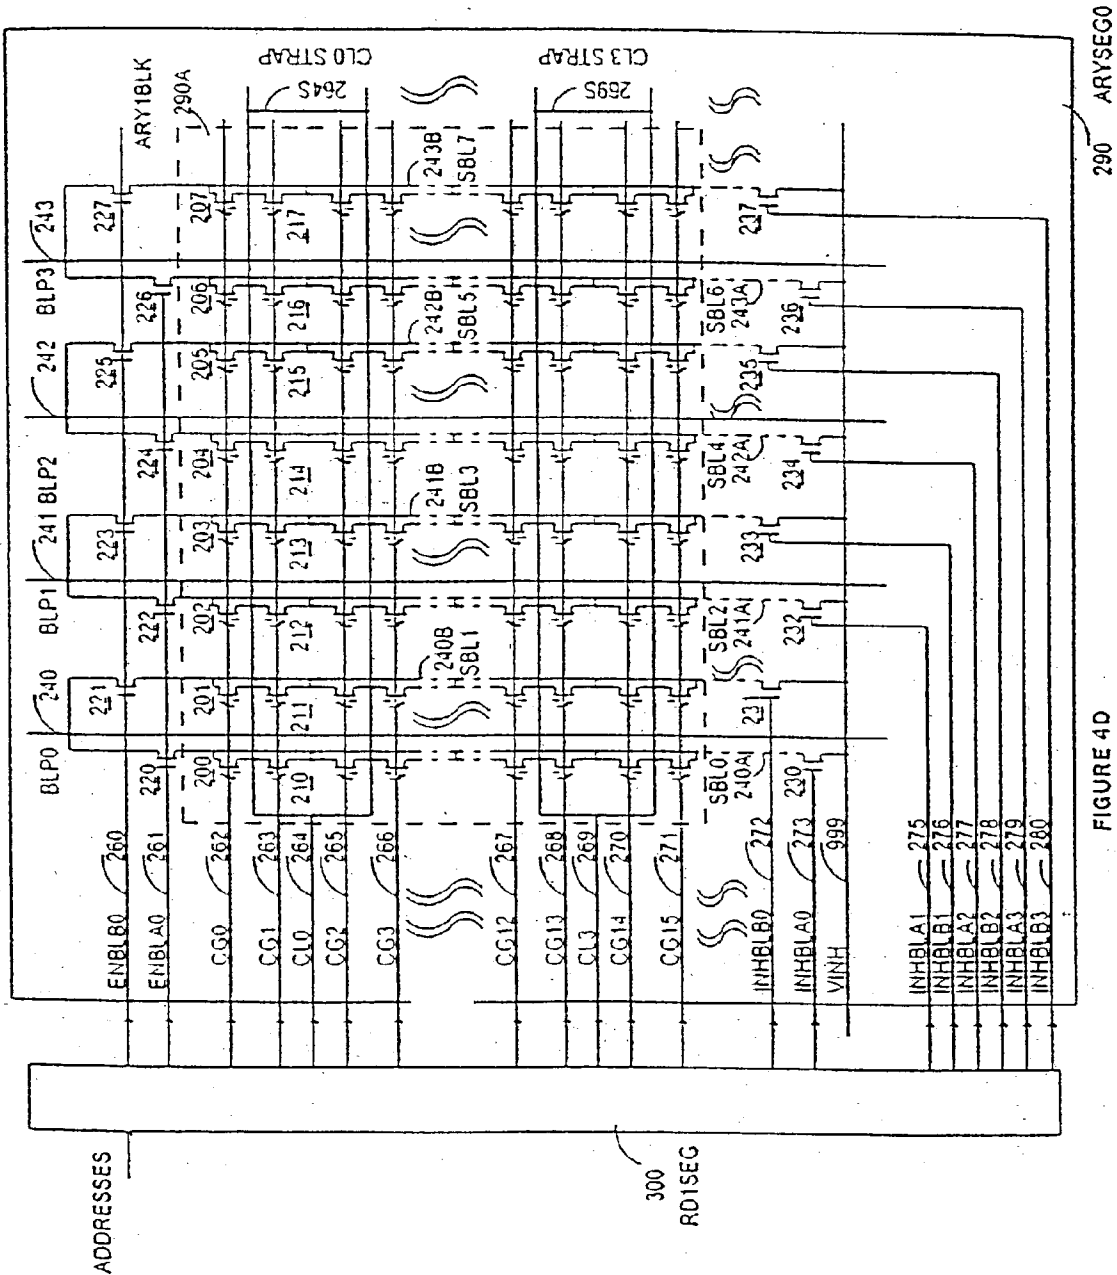 ADDRESSES
300
RD1SEG
ENBLB0 260
ENBLA0 261
CG0 262
CG1 263
CL0 264
CG2 265
CG3 266
CG12 267
CG13 268
CL3 269
CG14 270
CG15 271
INHBLB0 272
INHBLA0 273
VINH 999
INHBLA1 275
INHBLB1 276
INHBLA2 277
INHBLB2 278
INHBLA3 279
INHBLB3 280
BLP0 240
BLP1 241
BLP2 242
BLP3 243
221 223 225 227
220 222 224 226
ARY1BLK
290A
200 201 202 203 204 205 206 207
210 211 212 213 214 215 216 217
264S
CL0 STRAP
240B
SBL1
241B
SBL3
242B
SBL5
243B
SBL7
269S
CL3 STRAP
SBL0
240A
SBL2
241A
SBL4
242A
SBL6
243A
231 233 235 237
230 232 234 236
290 ARYSEG0
FIGURE 4D